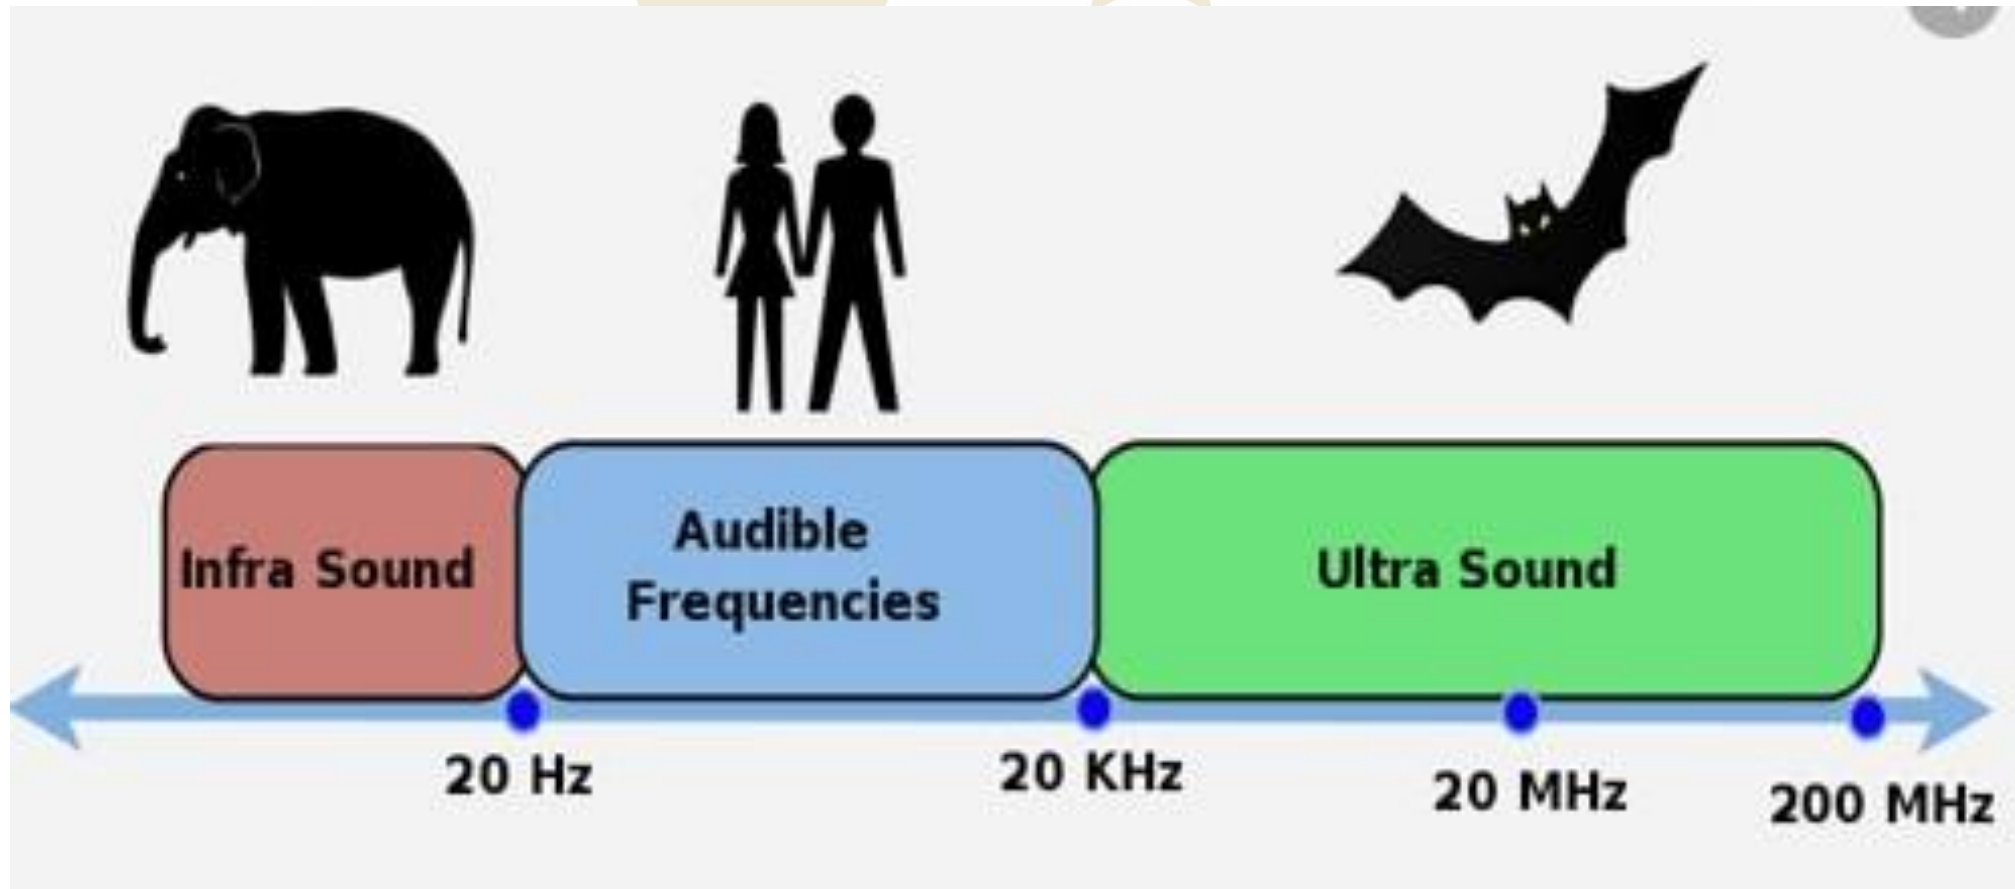 Infra Sound
Audible
Frequencies
Ultra Sound
20 Hz
20 KHz
20 MHz
200 MHz